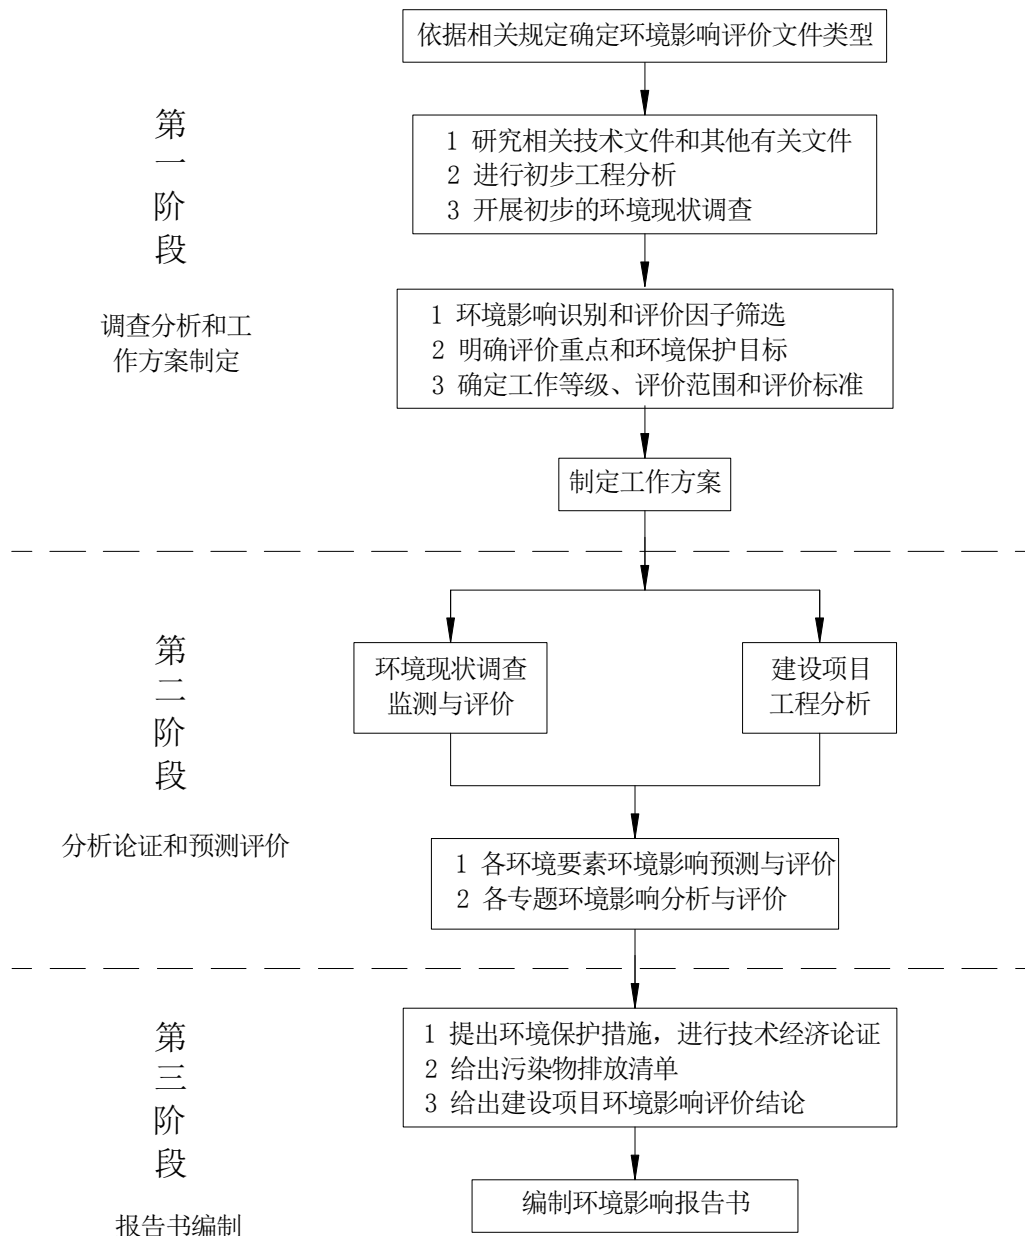 依据相关规定确定环境影响评价文件类型
第
一
阶
段
1 研究相关技术文件和其他有关文件
2 进行初步工程分析
3 开展初步的环境现状调查
调查分析和工
作方案制定
1 环境影响识别和评价因子筛选
2 明确评价重点和环境保护目标
3 确定工作等级、评价范围和评价标准
制定工作方案
第
二
阶
段
环境现状调查
监测与评价
建设项目
工程分析
分析论证和预测评价
1 各环境要素环境影响预测与评价
2 各专题环境影响分析与评价
第
三
阶
段
1 提出环境保护措施，进行技术经济论证
2 给出污染物排放清单
3 给出建设项目环境影响评价结论
编制环境影响报告书
报告书编制